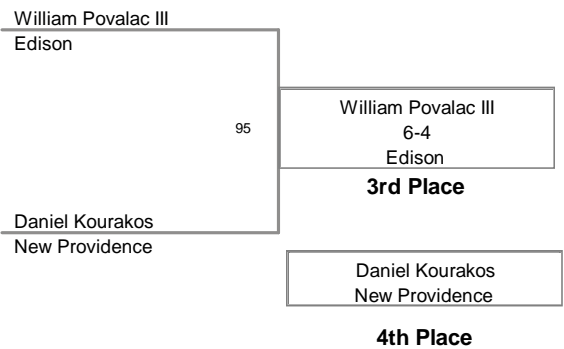 William Povalac III
Edison
95
William Povalac III
6-4
Edison
3rd Place
Daniel Kourakos
New Providence
Daniel Kourakos
New Providence
4th Place